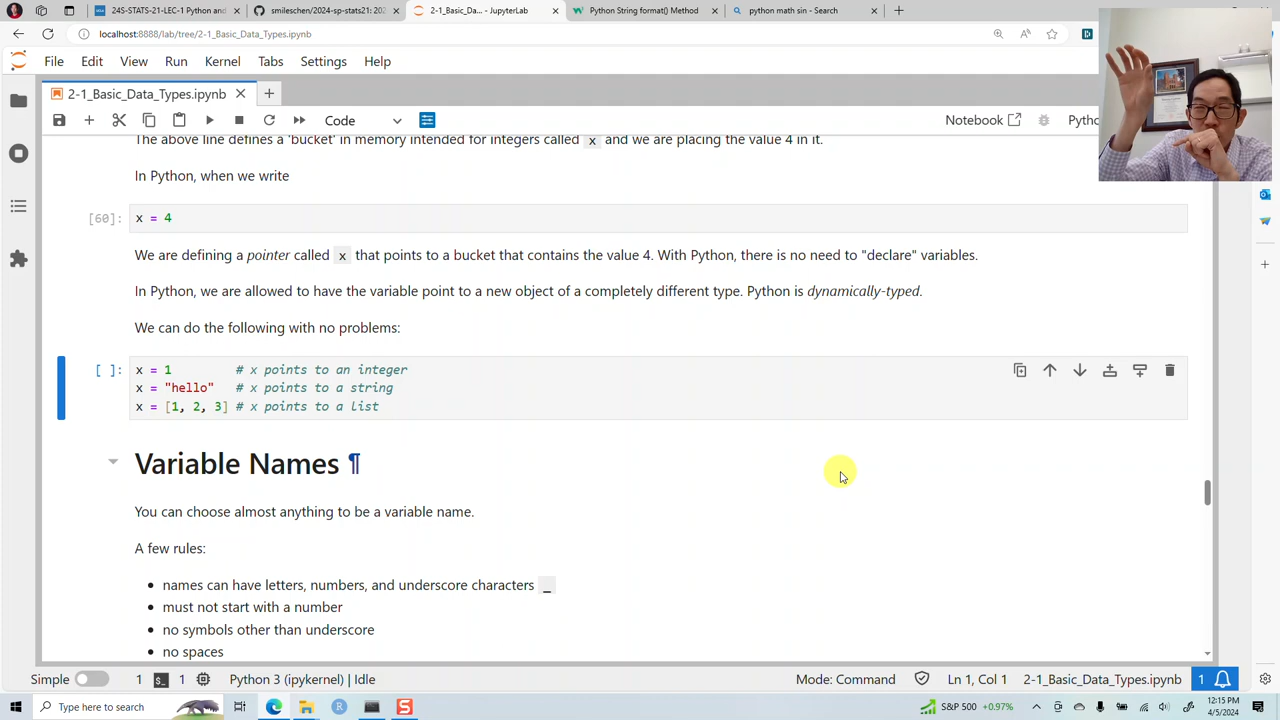 24S-STATS-21-LEC-1 Python and
smileschen/2024-sp-stats21: 202
2-1_Basic_Da... - JupyterLab
Python String format() Method
python math sin - Search
localhost:8888/lab/tree/2-1_Basic_Data_Types.ipynb
File Edit View Run Kernel Tabs Settings Help
2-1_Basic_Data_Types.ipynb
Code
Notebook
Pytho
The above line defines a 'bucket' in memory intended for integers called x and we are placing the value 4 in it.
In Python, when we write
[60]: x = 4
We are defining a pointer called x that points to a bucket that contains the value 4. With Python, there is no need to "declare" variables.
In Python, we are allowed to have the variable point to a new object of a completely different type. Python is dynamically-typed.
We can do the following with no problems:
[ ]: x = 1 # x points to an integer
x = "hello" # x points to a string
x = [1, 2, 3] # x points to a list
Variable Names ¶
You can choose almost anything to be a variable name.
A few rules:
• names can have letters, numbers, and underscore characters _
• must not start with a number
• no symbols other than underscore
• no spaces
Simple 1 $_ 1 Python 3 (ipykernel) | Idle Mode: Command Ln 1, Col 1 2-1_Basic_Data_Types.ipynb 1
Type here to search
S&P 500 +0.97%
12:15 PM
4/5/2024